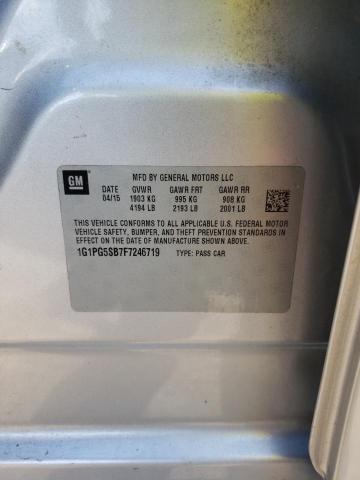 GM
MFD BY GENERAL MOTORS LLC
DATE GVWR GAWR FRT GAWR RR
04/15 1903 KG 995 KG 908 KG
4194 LB 2193 LB 2001 LB
THIS VEHICLE CONFORMS TO ALL APPLICABLE U.S. FEDERAL MOTOR
VEHICLE SAFETY, BUMPER, AND THEFT PREVENTION STANDARDS IN
EFFECT ON THE DATE OF MANUFACTURE SHOWN ABOVE.
1G1PG5SB7F7246719 TYPE: PASS CAR